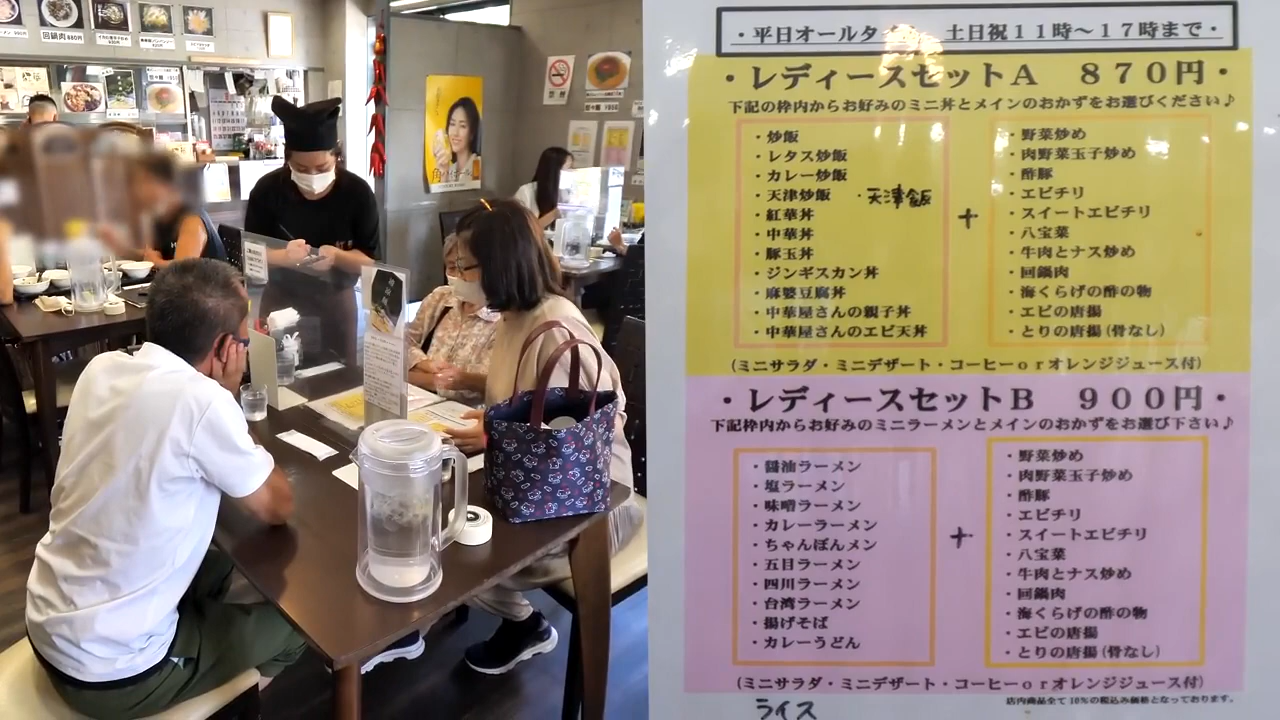 回鍋肉 880円
・平日オールタ　　土日祝１１時～１７時まで・
・レディースセットＡ　８７０円・
下記の枠内からお好みのミニ丼とメインのおかずをお選びください♪
・炒飯
・レタス炒飯
・カレー炒飯
・天津炒飯　・天津飯
・紅華丼
・中華丼
・豚玉丼
・ジンギスカン丼
・麻婆豆腐丼
・中華屋さんの親子丼
・中華屋さんのエビ天丼
＋
・野菜炒め
・肉野菜玉子炒め
・酢豚
・エビチリ
・スイートエビチリ
・八宝菜
・牛肉とナス炒め
・回鍋肉
・海くらげの酢の物
・エビの唐揚
・とりの唐揚(骨なし)
(ミニサラダ・ミニデザート・コーヒーｏｒオレンジジュース付)
・レディースセットＢ　９００円・
下記枠内からお好みのミニラーメンとメインのおかずをお選び下さい♪
・醤油ラーメン
・塩ラーメン
・味噌ラーメン
・カレーラーメン
・ちゃんぽんメン
・五目ラーメン
・四川ラーメン
・台湾ラーメン
・揚げそば
・カレーうどん
＋
・野菜炒め
・肉野菜玉子炒め
・酢豚
・エビチリ
・スイートエビチリ
・八宝菜
・牛肉とナス炒め
・回鍋肉
・海くらげの酢の物
・エビの唐揚
・とりの唐揚(骨なし)
(ミニサラダ・ミニデザート・コーヒーｏｒオレンジジュース付)
店内商品全て10％の税込み価格となっております。
ライス